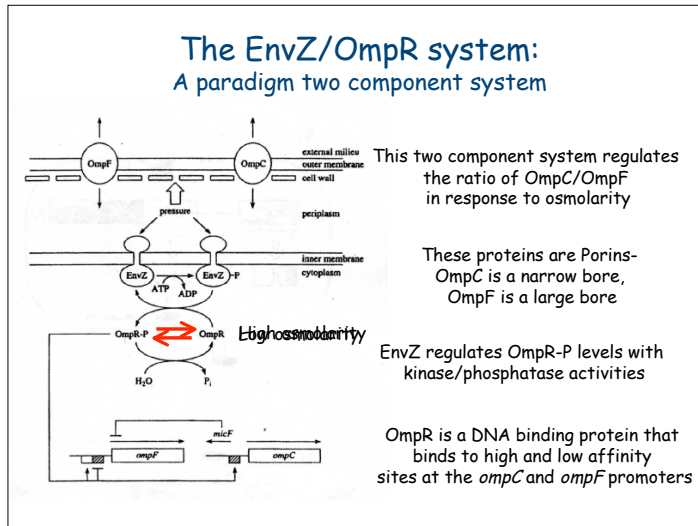 The EnvZ/OmpR system:
A paradigm two component system
OmpF
OmpC
external milieu
outer membrane
cell wall
pressure
periplasm
inner membrane
cytoplasm
EnvZ
EnvZ
P
ATP
ADP
OmpR-P
OmpR
High osmolarity
Low osmolarity
H₂O
Pᵢ
micF
ompF
ompC
This two component system regulates
the ratio of OmpC/OmpF
in response to osmolarity
These proteins are Porins-
OmpC is a narrow bore,
OmpF is a large bore
EnvZ regulates OmpR-P levels with
kinase/phosphatase activities
OmpR is a DNA binding protein that
binds to high and low affinity
sites at the ompC and ompF promoters